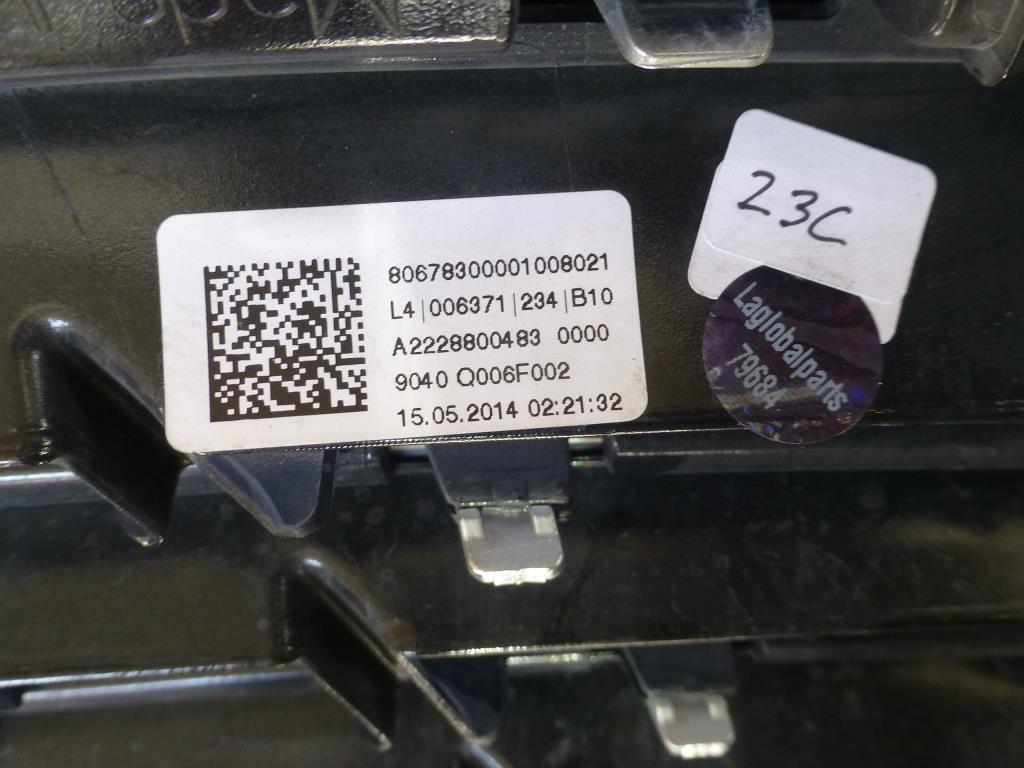 23C
80678300001008021
L4|006371|234|B10
A2228800483 0000
9040 Q006F002
15.05.2014 02:21:32
Laglobalparts
79684